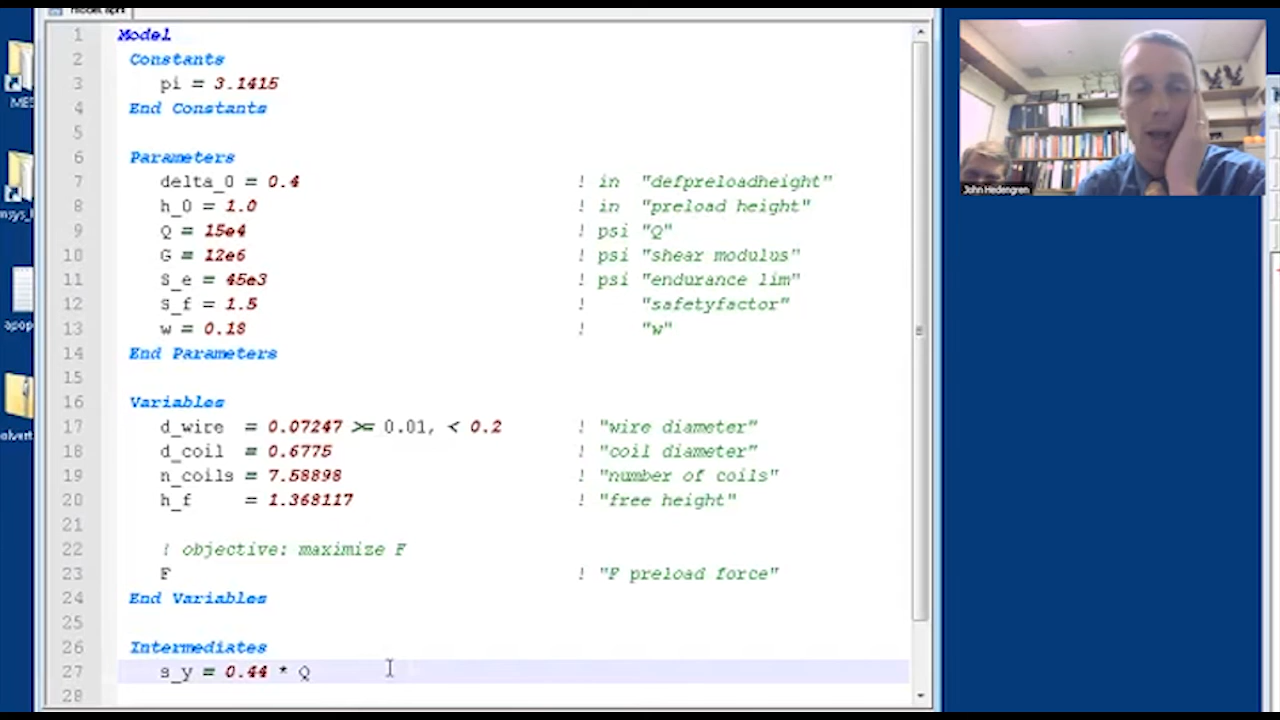 model.apm
1 Model
2 Constants
3 pi = 3.1415
4 End Constants
5
6 Parameters
7 delta_0 = 0.4 ! in "defpreloadheight"
8 h_0 = 1.0 ! in "preload height"
9 Q = 15e4 ! psi "Q"
10 G = 12e6 ! psi "shear modulus"
11 S_e = 45e3 ! psi "endurance lim"
12 s_f = 1.5 ! "safetyfactor"
13 w = 0.18 ! "w"
14 End Parameters
15
16 Variables
17 d_wire = 0.07247 >= 0.01, < 0.2 ! "wire diameter"
18 d_coil = 0.6775 ! "coil diameter"
19 n_coils = 7.58898 ! "number of coils"
20 h_f = 1.368117 ! "free height"
21
22 ! objective: maximize F
23 F ! "F preload force"
24 End Variables
25
26 Intermediates
27 s_y = 0.44 * Q
28
John Hedengren